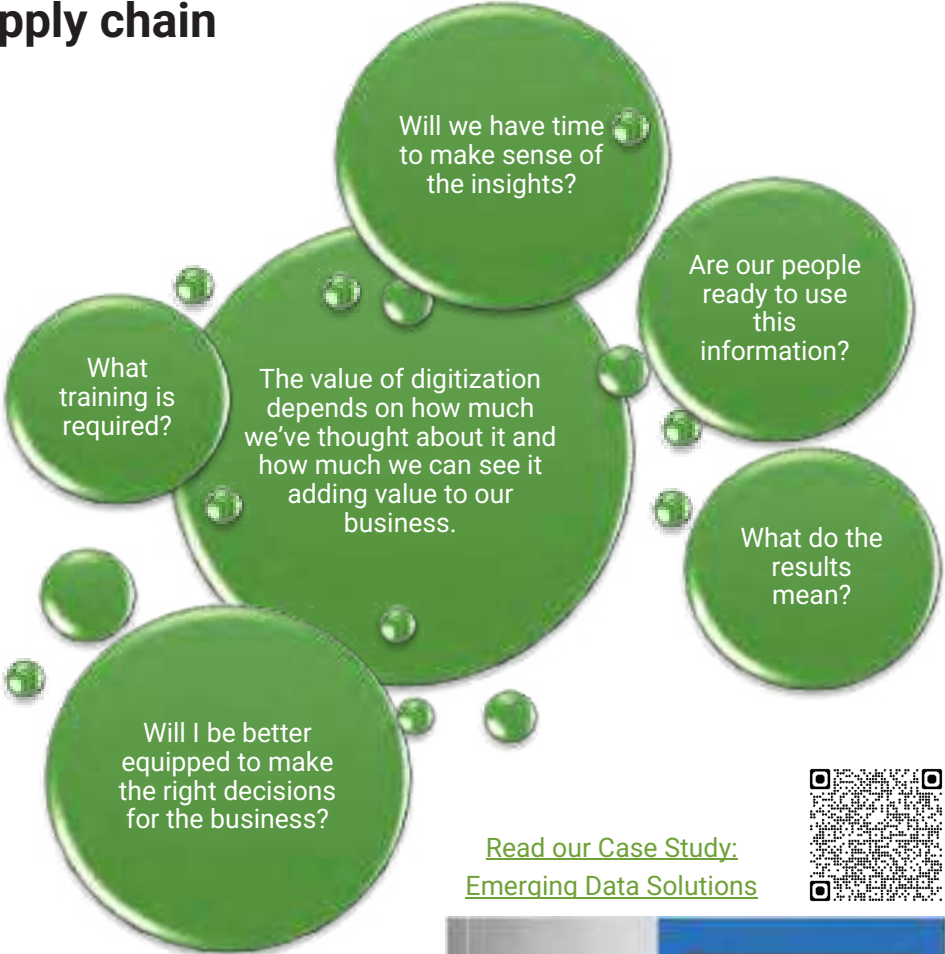 pply chain
Will we have time
to make sense of
the insights?
Are our people
ready to use
this
information?
What
training is
required?
The value of digitization
depends on how much
we've thought about it and
how much we can see it
adding value to our
business.
What do the
results
mean?
Will I be better
equipped to make
the right decisions
for the business?
Read our Case Study:
Emerging Data Solutions